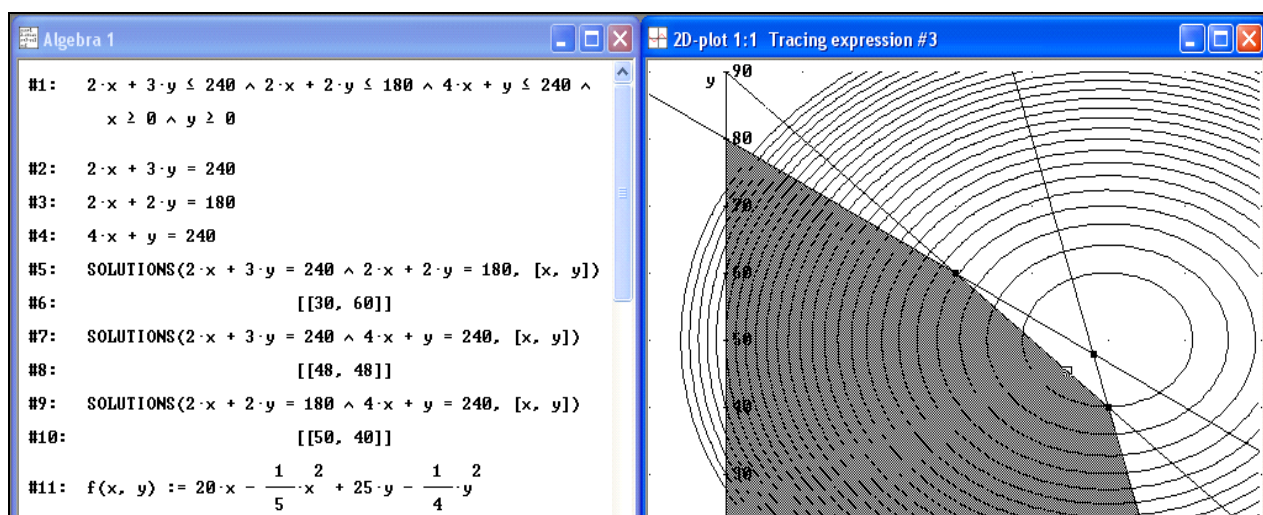 Algebra 1
#1: 2·x + 3·y ≤ 240 ∧ 2·x + 2·y ≤ 180 ∧ 4·x + y ≤ 240 ∧
x ≥ 0 ∧ y ≥ 0
#2: 2·x + 3·y = 240
#3: 2·x + 2·y = 180
#4: 4·x + y = 240
#5: SOLUTIONS(2·x + 3·y = 240 ∧ 2·x + 2·y = 180, [x, y])
#6: [[30, 60]]
#7: SOLUTIONS(2·x + 3·y = 240 ∧ 4·x + y = 240, [x, y])
#8: [[48, 48]]
#9: SOLUTIONS(2·x + 2·y = 180 ∧ 4·x + y = 240, [x, y])
#10: [[50, 40]]
#11: f(x, y) := 20·x - 1/5·x² + 25·y - 1/4·y²
2D-plot 1:1 Tracing expression #3
y
90
80
70
60
50
40
30